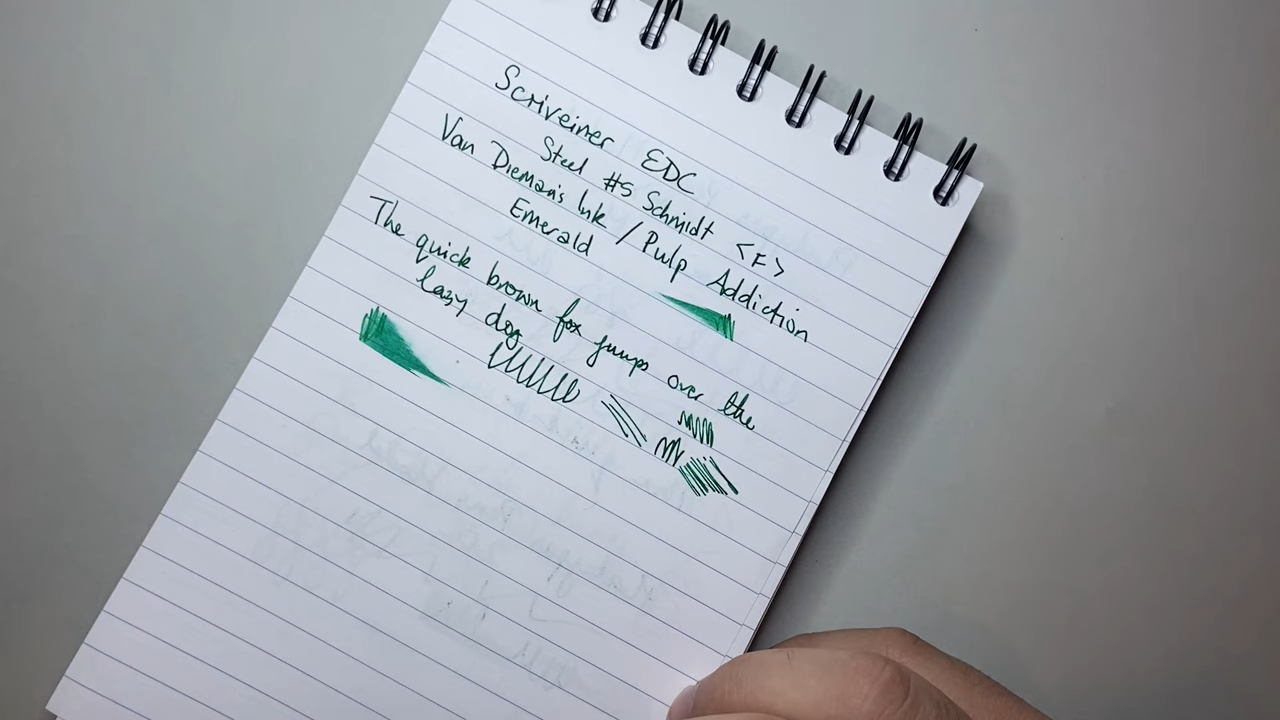 Scriveiner EDC
Steel #5 Schmidt <F>
Van Dieman's Ink / Pulp Addiction
Emerald
The quick brown fox jumps over the
lazy dog